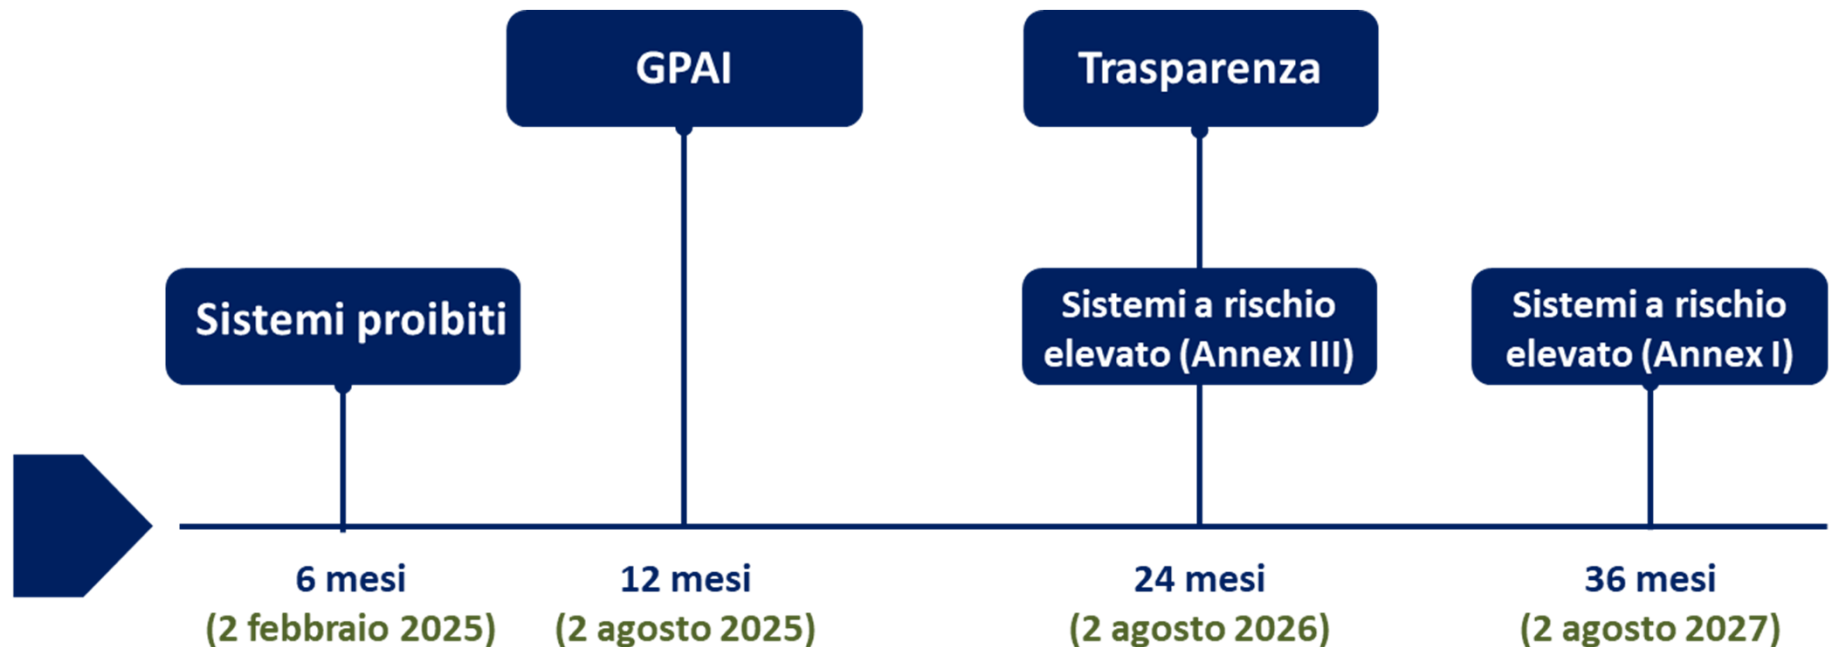 GPAI
Trasparenza
Sistemi proibiti
Sistemi a rischio
elevato (Annex III)
Sistemi a rischio
elevato (Annex I)
6 mesi
(2 febbraio 2025)
12 mesi
(2 agosto 2025)
24 mesi
(2 agosto 2026)
36 mesi
(2 agosto 2027)